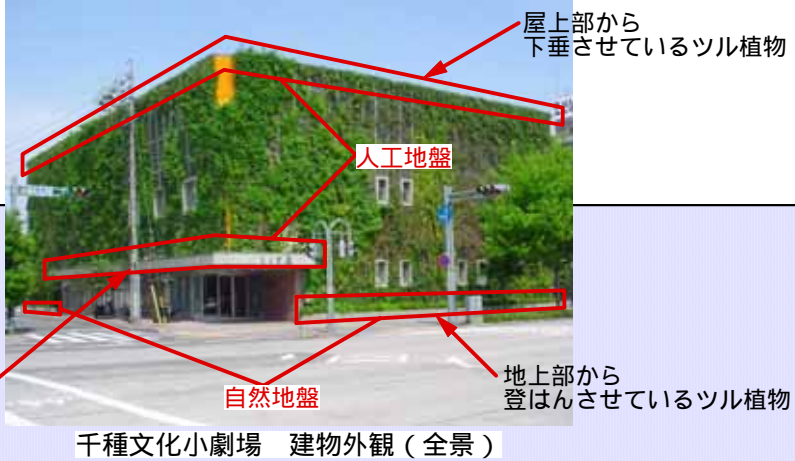 屋上部から
下垂させているツル植物
人工地盤
自然地盤
地上部から
登はんさせているツル植物
千種文化小劇場　建物外観（全景）